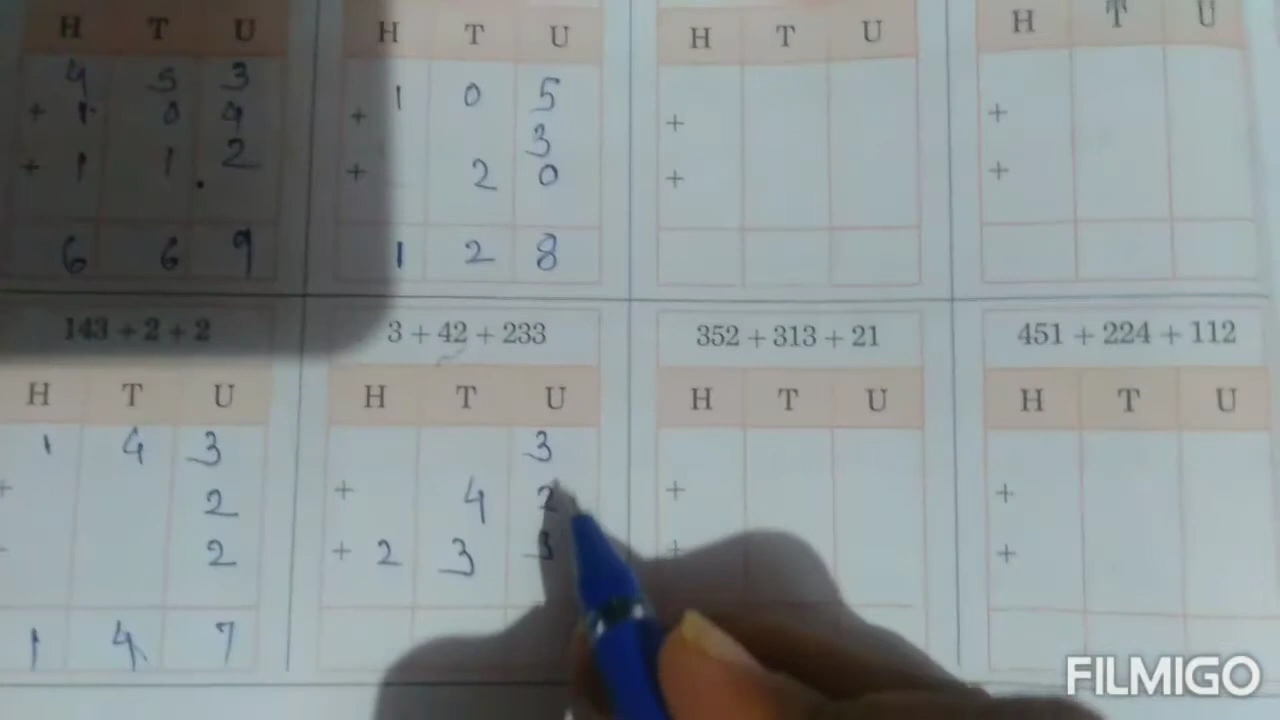 H T U H T U H T U H T U
4 5 3 1 0 5
+ 1 0 4 + 3 + +
+ 1 1 2 + 2 0 + +
6 6 9 1 2 8
143 + 2 + 2 3 + 42 + 233 352 + 313 + 21 451 + 224 + 112
H T U H T U H T U H T U
1 4 3 3
+ 2 + 4 2 + +
+ 2 + 2 3 3 + +
1 4 7
FILMIGO